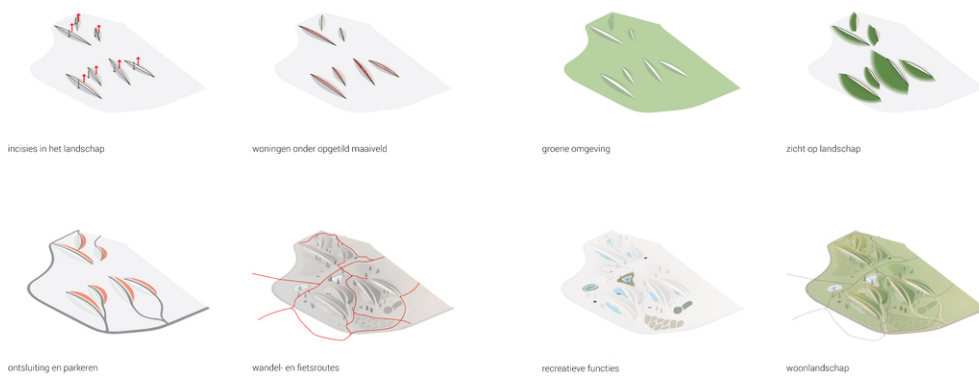 incisies in het landschap
woningen onder opgetild maaiveld
groene omgeving
zicht op landschap
ontsluiting en parkeren
wandel- en fietsroutes
recreatieve functies
woonlandschap